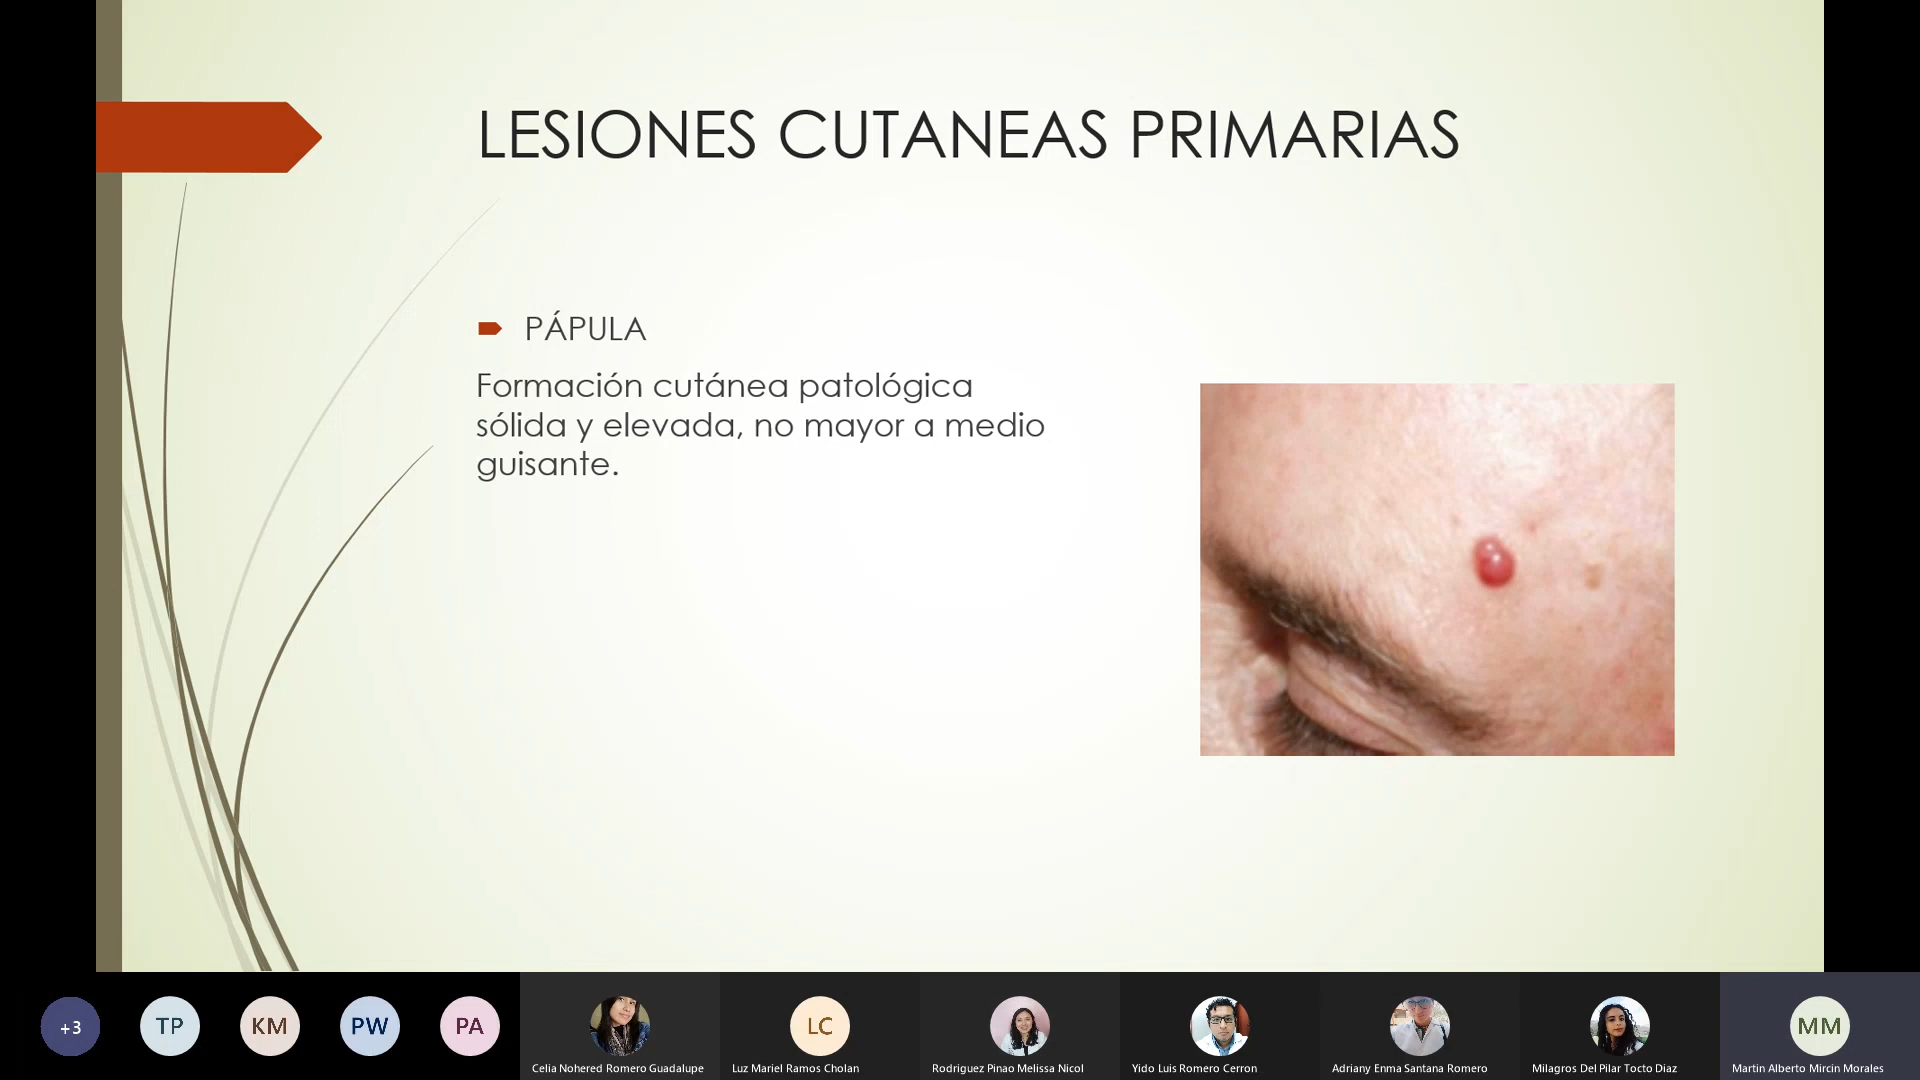 LESIONES CUTANEAS PRIMARIAS
PÁPULA
Formación cutánea patológica
sólida y elevada, no mayor a medio
guisante.
+3
TP
KM
PW
PA
Celia Nohered Romero Guadalupe
LC
Luz Mariel Ramos Cholan
Rodriguez Pinao Melissa Nicol
Yido Luis Romero Cerron
Adriany Enma Santana Romero
Milagros Del Pilar Tocto Diaz
MM
Martin Alberto Mircin Morales